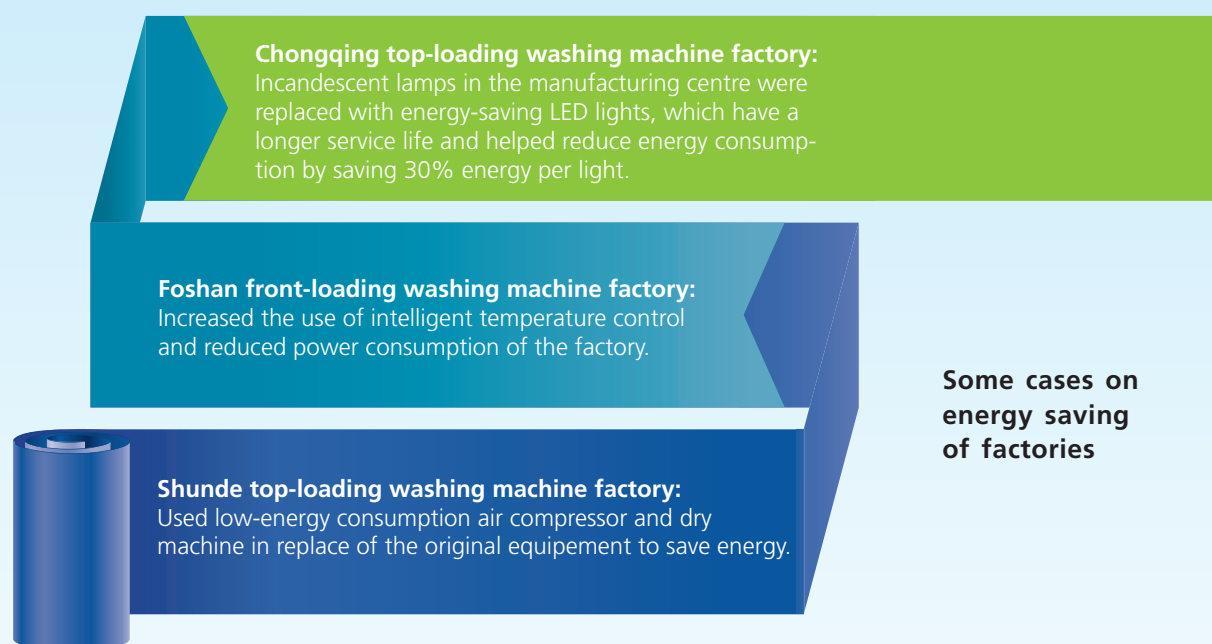 Chongqing top-loading washing machine factory:
Incandescent lamps in the manufacturing centre were
replaced with energy-saving LED lights, which have a
longer service life and helped reduce energy consump-
tion by saving 30% energy per light.
Foshan front-loading washing machine factory:
Increased the use of intelligent temperature control
and reduced power consumption of the factory.
Shunde top-loading washing machine factory:
Used low-energy consumption air compressor and dry
machine in replace of the original equipement to save energy.
Some cases on
energy saving
of factories